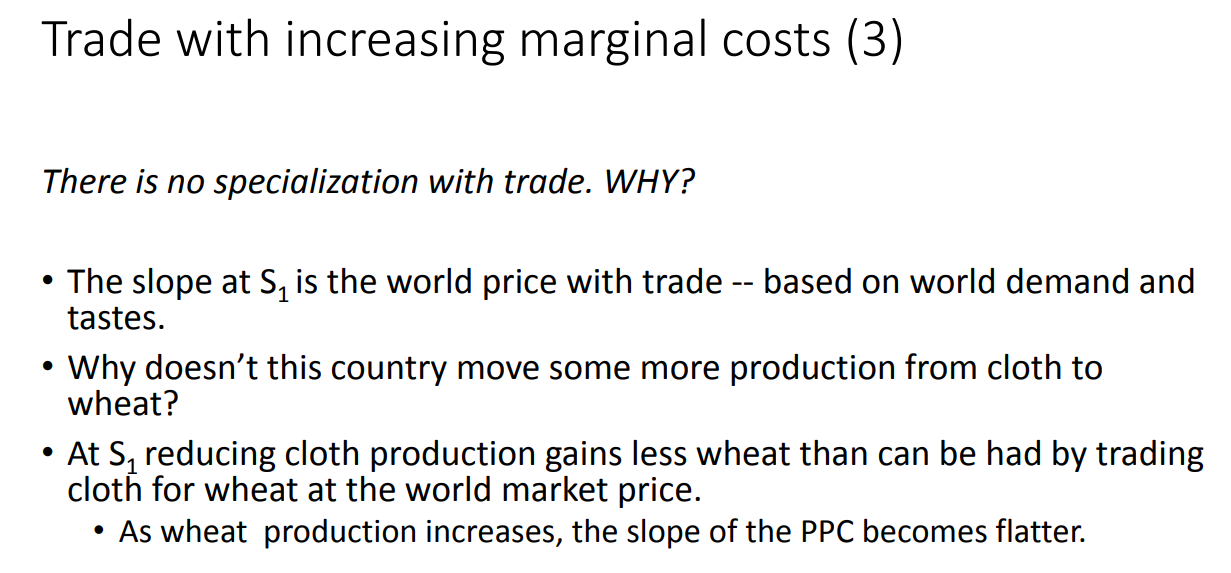 Trade with increasing marginal costs (3)
There is no specialization with trade. WHY?
• The slope at S₁ is the world price with trade -- based on world demand and
tastes.
• Why doesn’t this country move some more production from cloth to
wheat?
• At S₁ reducing cloth production gains less wheat than can be had by trading
cloth for wheat at the world market price.
• As wheat  production increases, the slope of the PPC becomes flatter.